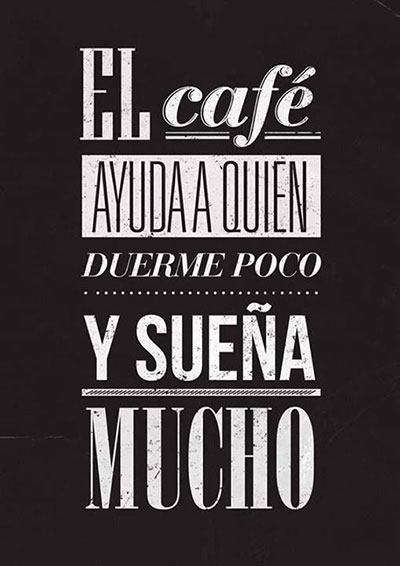 EL café
AYUDA A QUIEN
DUERME POCO
Y SUEÑA
MUCHO